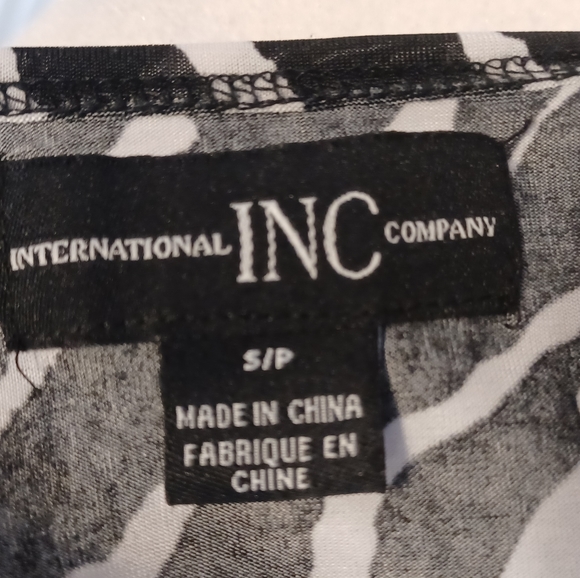 INTERNATIONAL INC COMPANY
S/P
MADE IN CHINA
FABRIQUE EN
CHINE